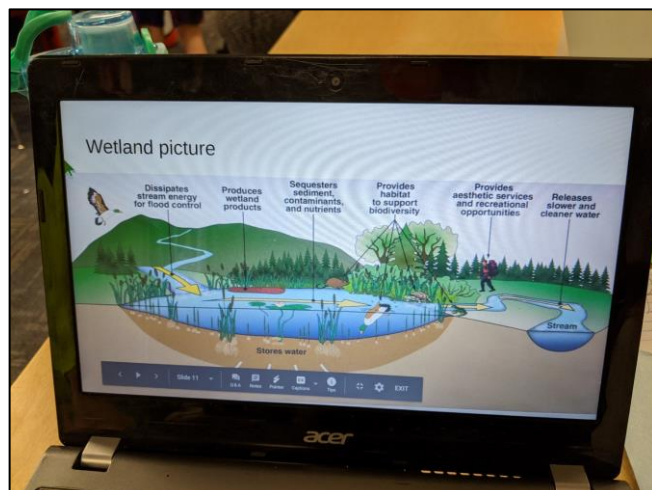 Wetland picture
Dissipates
stream energy
for flood control
Produces
wetland
products
Sequesters
sediment,
contaminants,
and nutrients
Provides
habitat
to support
biodiversity
Provides
aesthetic services
and recreational
opportunities
Releases
slower and
cleaner water
Stream
Stores water
Slide 11
Q&A
Notes
Pointer
Captions
Tips
EXIT
acer